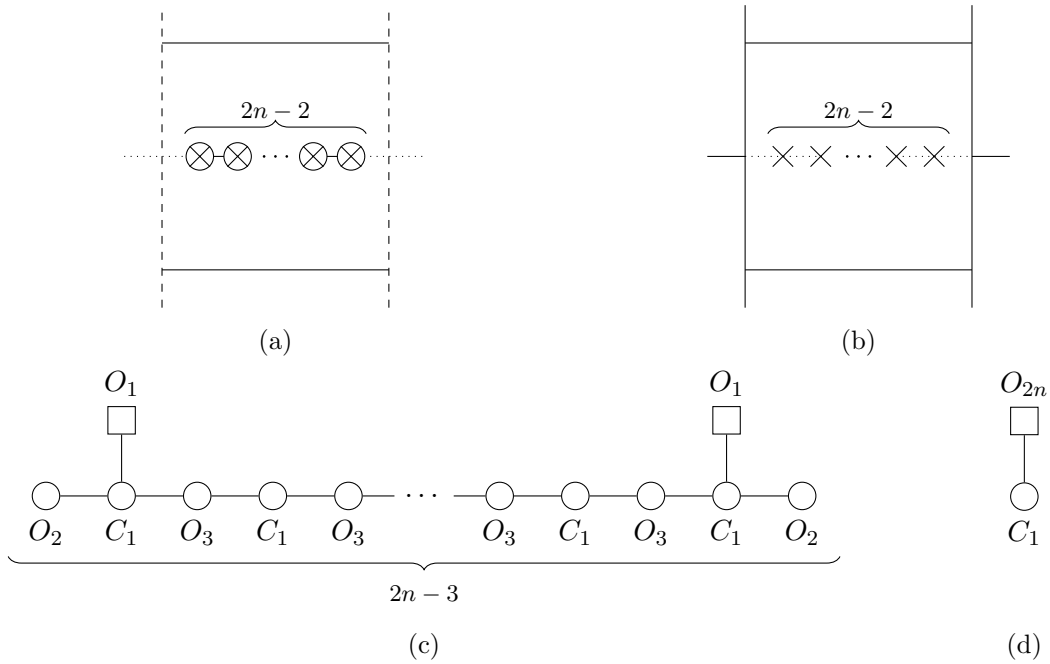 2n − 2
· · ·
(a)
2n − 2
· · ·
(b)
O₁ O₁ O₂ₙ
· · ·
O₂ C₁ O₃ C₁ O₃ O₃ C₁ O₃ C₁ O₂ C₁
2n − 3
(c) (d)